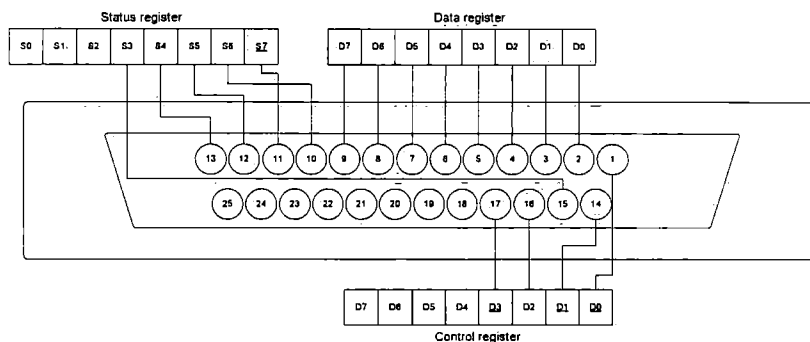 Status register
Data register
S0 S1 S2 S3 S4 S5 S6 S7
D7 D6 D5 D4 D3 D2 D1 D0
13 12 11 10 9 8 7 6 5 4 3 2 1
25 24 23 22 21 20 19 18 17 16 15 14
D7 D6 D5 D4 D3 D2 D1 D0
Control register